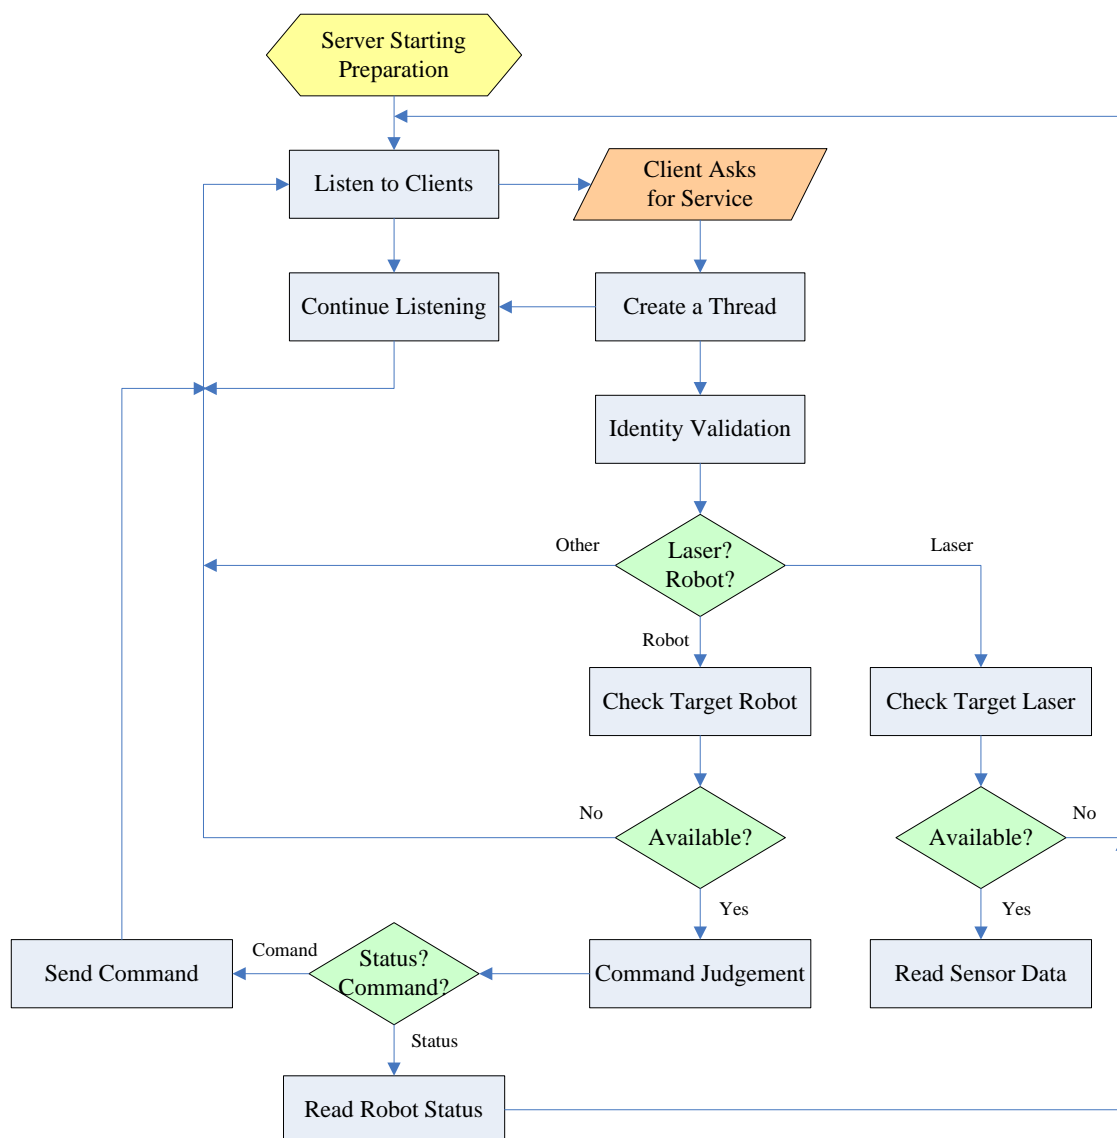 Server Starting
Preparation
Listen to Clients
Client Asks
for Service
Continue Listening
Create a Thread
Identity Validation
Other
Laser?
Robot?
Laser
Robot
Check Target Robot
Check Target Laser
No
Available?
Available?
No
Yes
Yes
Send Command
Comand
Status?
Command?
Command Judgement
Read Sensor Data
Status
Read Robot Status